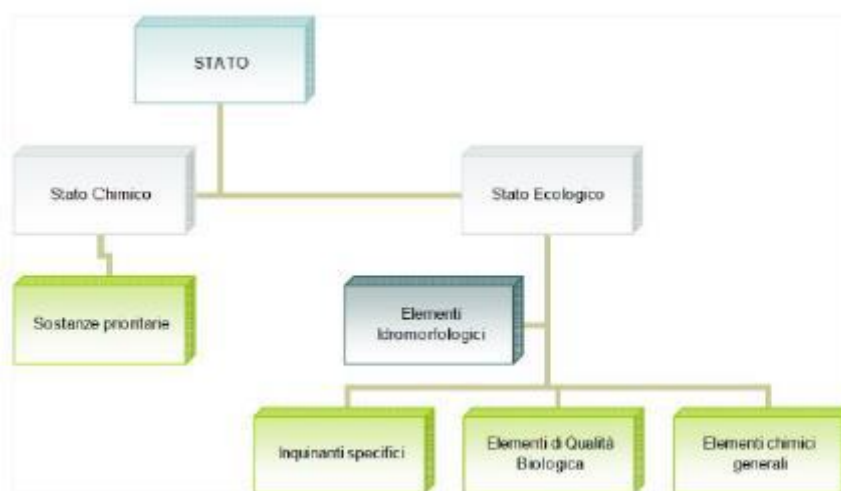 STATO
Stato Chimico
Stato Ecologico
Sostanze prioritarie
Elementi
Idromorfologici
Inquinanti specifici
Elementi di Qualità
Biologica
Elementi chimici
generali